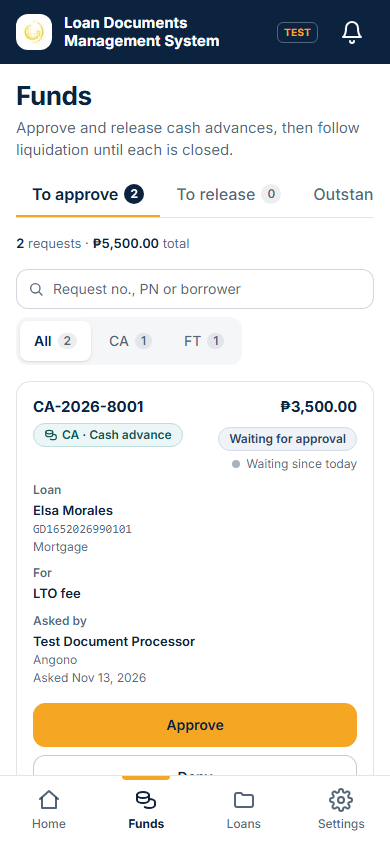 Loan Documents
Management System
TEST
Funds
Approve and release cash advances, then follow
liquidation until each is closed.
To approve 2 To release 0 Outstan
2 requests · ₱5,500.00 total
Request no., PN or borrower
All 2 CA 1 FT 1
CA-2026-8001 ₱3,500.00
CA · Cash advance Waiting for approval
Waiting since today
Loan
Elsa Morales
GD1652026990101
Mortgage
For
LTO fee
Asked by
Test Document Processor
Angono
Asked Nov 13, 2026
Approve
Home Funds Loans Settings